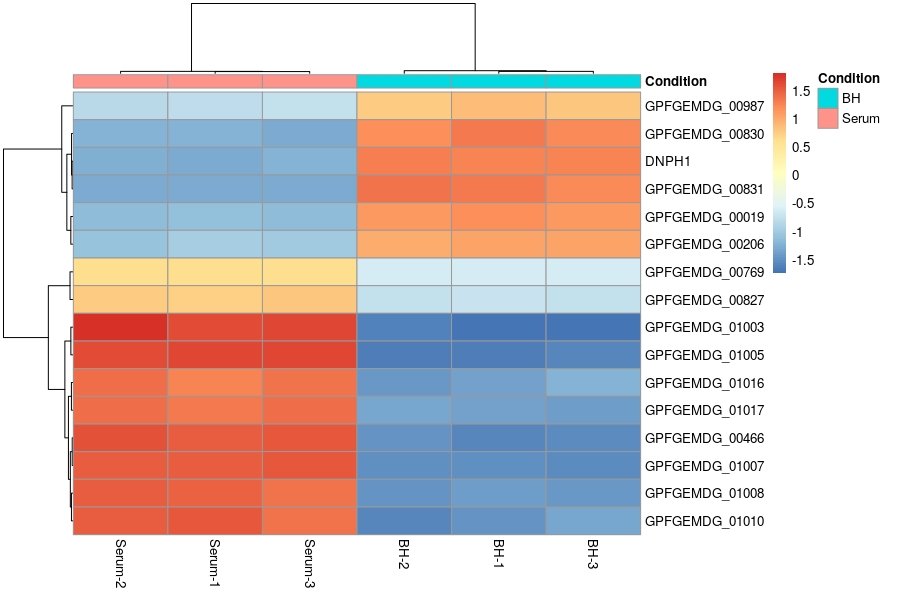 Condition
GPFGEMDG_00987
GPFGEMDG_00830
DNPH1
GPFGEMDG_00831
GPFGEMDG_00019
GPFGEMDG_00206
GPFGEMDG_00769
GPFGEMDG_00827
GPFGEMDG_01003
GPFGEMDG_01005
GPFGEMDG_01016
GPFGEMDG_01017
GPFGEMDG_00466
GPFGEMDG_01007
GPFGEMDG_01008
GPFGEMDG_01010
Serum-2
Serum-1
Serum-3
BH-2
BH-1
BH-3
1.5
1
0.5
0
-0.5
-1
-1.5
Condition
BH
Serum